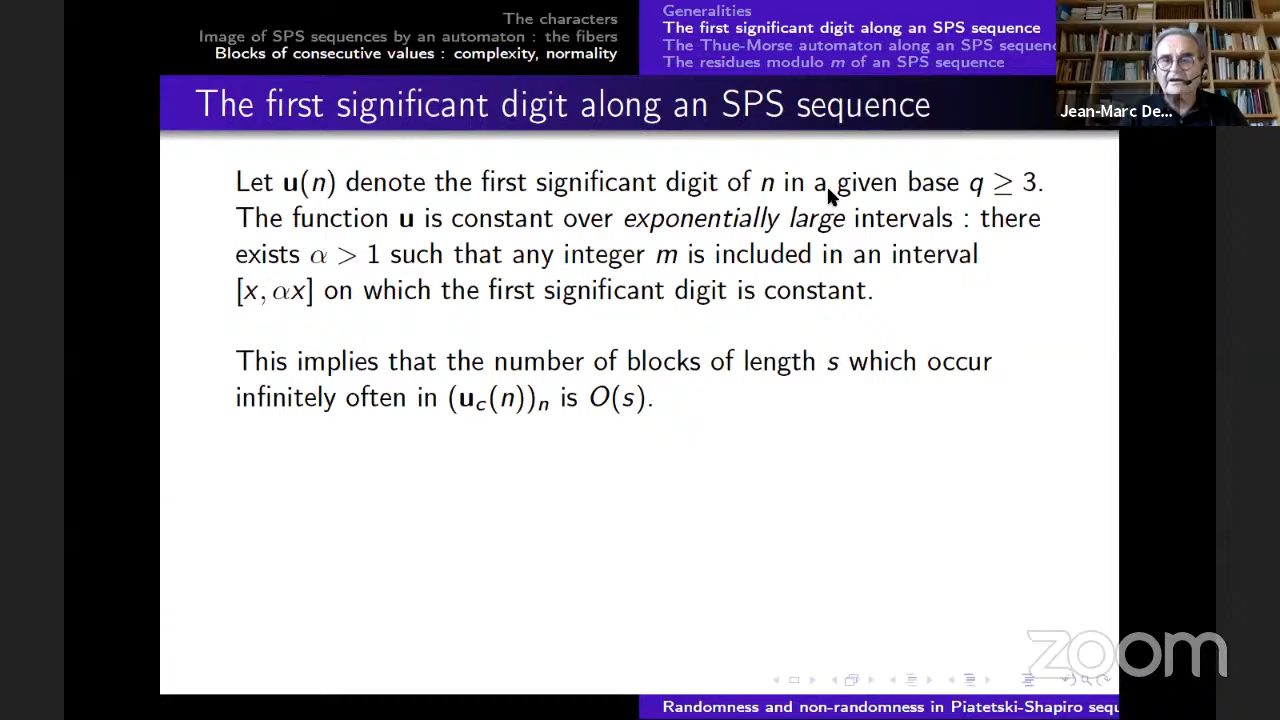 The characters
Image of SPS sequences by an automaton : the fibers
Blocks of consecutive values : complexity, normality
Generalities
The first significant digit along an SPS sequence
The Thue-Morse automaton along an SPS sequenc
The residues modulo m of an SPS sequence
The first significant digit along an SPS sequence
Jean-Marc De...
Let u(n) denote the first significant digit of n in a given base q ≥ 3.
The function u is constant over exponentially large intervals : there
exists α > 1 such that any integer m is included in an interval
[x, αx] on which the first significant digit is constant.
This implies that the number of blocks of length s which occur
infinitely often in (u_c(n))_n is O(s).
zoom
Randomness and non-randomness in Piatetski-Shapiro sequ